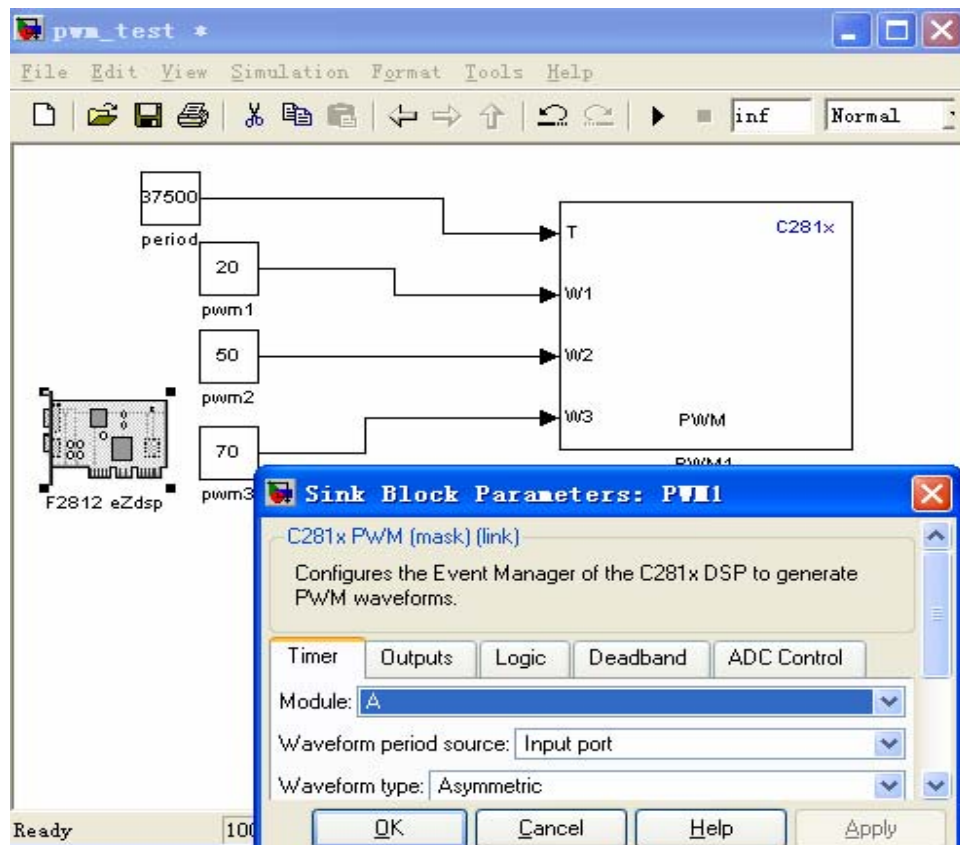 pwm_test *
File Edit View Simulation Format Tools Help
inf Normal
37500
period
20
pwm1
50
pwm2
70
pwm3
F2812 eZdsp
T
C281x
W1
W2
W3
PWM
PWM1
Sink Block Parameters: PWM1
C281x PWM (mask) (link)
Configures the Event Manager of the C281x DSP to generate
PWM waveforms.
Timer Outputs Logic Deadband ADC Control
Module: A
Waveform period source: Input port
Waveform type: Asymmetric
Ready 100 OK Cancel Help Apply